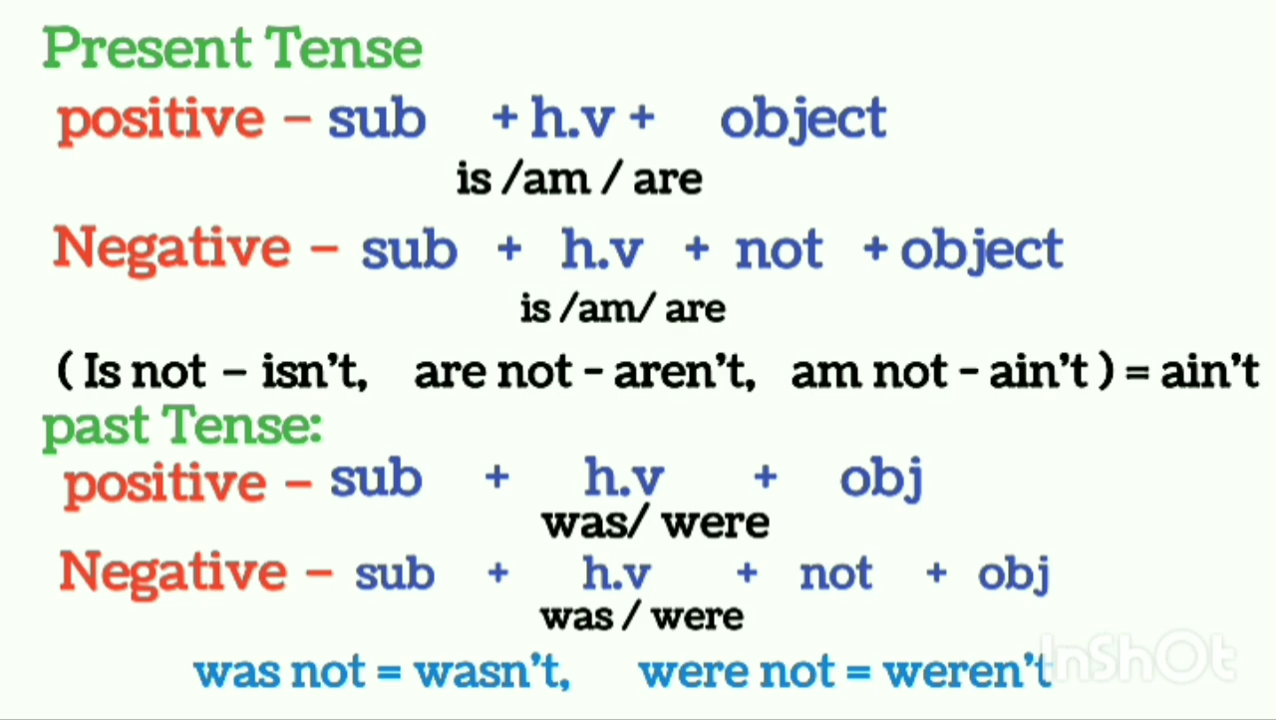 Present Tense
positive – sub + h.v + object
is /am / are
Negative – sub + h.v + not + object
is /am/ are
( Is not – isn't, are not - aren't, am not - ain't ) = ain't
past Tense:
positive – sub + h.v + obj
was/ were
Negative – sub + h.v + not + obj
was / were
was not = wasn't, were not = weren't
InShOt